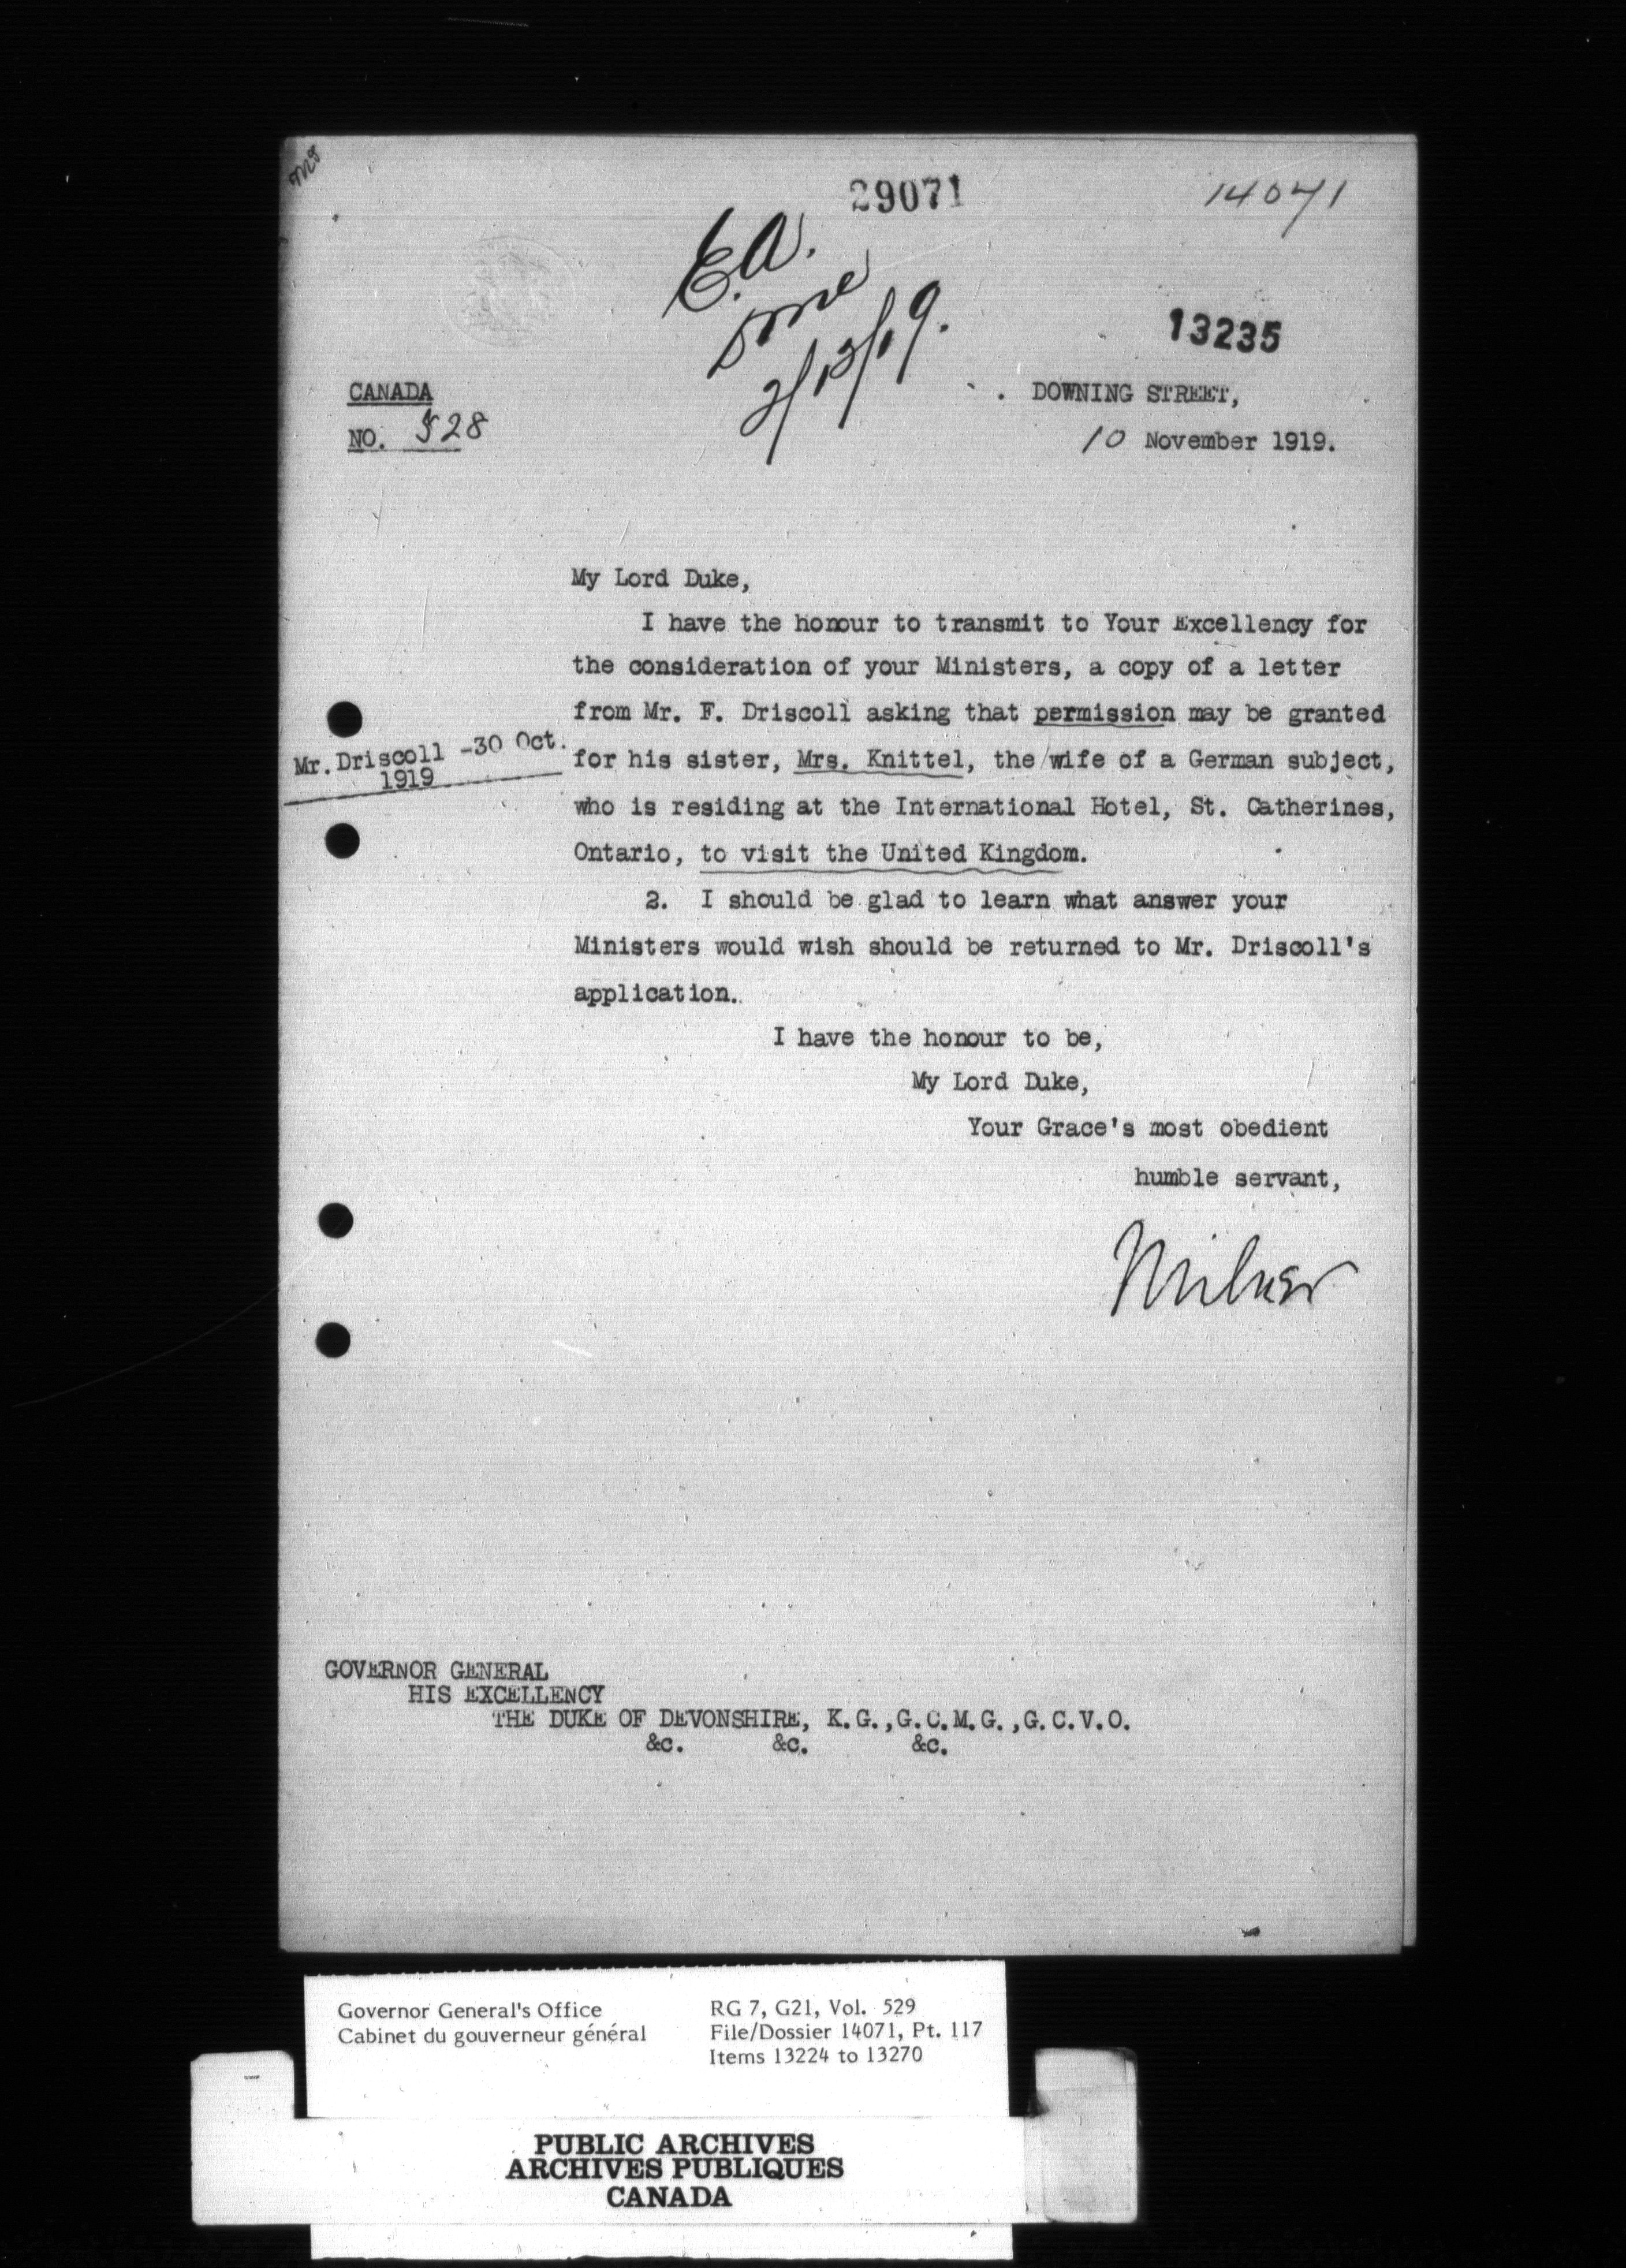 29071
14071
E.A.
2/12/19.
13235
CANADA
DOWNING STREET,
NO. 528
10 November 1919.
My Lord Duke,
I have the honour to transmit to Your Excellency for
the consideration of your Ministers, a copy of a letter
from Mr. F. Driscoll asking that permission may be granted
Mr. Driscoll -30 Oct.
1919
for his sister, Mrs. Knittel, the wife of a German subject,
who is residing at the International Hotel, St. Catherines,
Ontario, to visit the United Kingdom.
2. I should be glad to learn what answer your
Ministers would wish should be returned to Mr. Driscoll's
application.
I have the honour to be,
My Lord Duke,
Your Grace's most obedient
humble servant,
Milner
GOVERNOR GENERAL
HIS EXCELLENCY
THE DUKE OF DEVONSHIRE, K.G.,G.C.M.G.,G.C.V.O.
&c. &c. &c.
Governor General's Office
Cabinet du gouverneur général
RG 7, G21, Vol. 529
File/Dossier 14071, Pt. 117
Items 13224 to 13270
PUBLIC ARCHIVES
ARCHIVES PUBLIQUES
CANADA